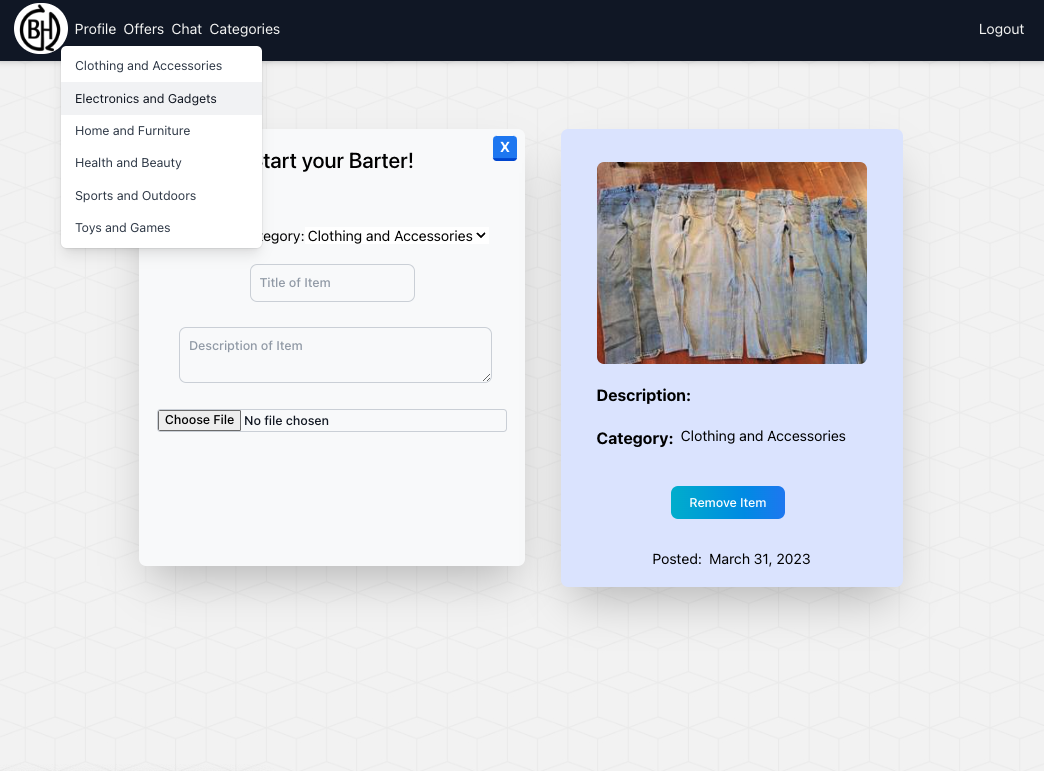 BH Profile Offers Chat Categories Logout
Clothing and Accessories
Electronics and Gadgets
Home and Furniture
Health and Beauty
Sports and Outdoors
Toys and Games
X
tart your Barter!
egory: Clothing and Accessories
Title of Item
Description of Item
Choose File No file chosen
Description:
Category: Clothing and Accessories
Remove Item
Posted: March 31, 2023